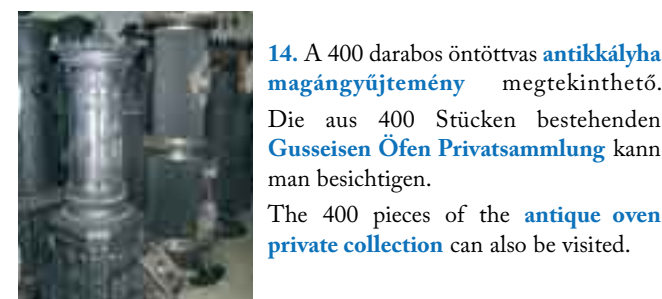 14. A 400 darabos öntöttvas antikkályha
magángyűjtemény megtekinthető.
Die aus 400 Stücken bestehenden
Gusseisen Öfen Privatsammlung kann
man besichtigen.
The 400 pieces of the antique oven
private collection can also be visited.